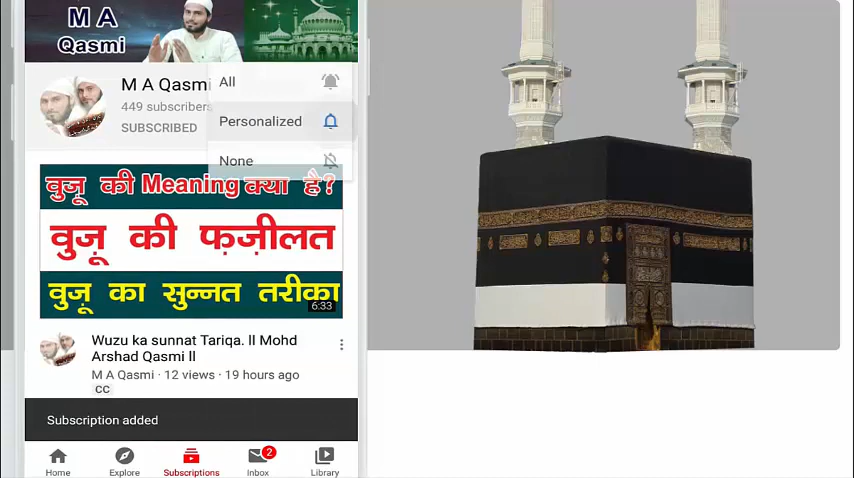 M A
Qasmi
M A Qasmi
449 subscribers
SUBSCRIBED
All
Personalized
None
वुज़ू की Meaning क्या है?
वुज़ू की फ़ज़ीलत
वुज़ू का सुन्नत तरीका
6:33
Wuzu ka sunnat Tariqa. ll Mohd
Arshad Qasmi ll
M A Qasmi · 12 views · 19 hours ago
CC
Subscription added
2
Home Explore Subscriptions Inbox Library